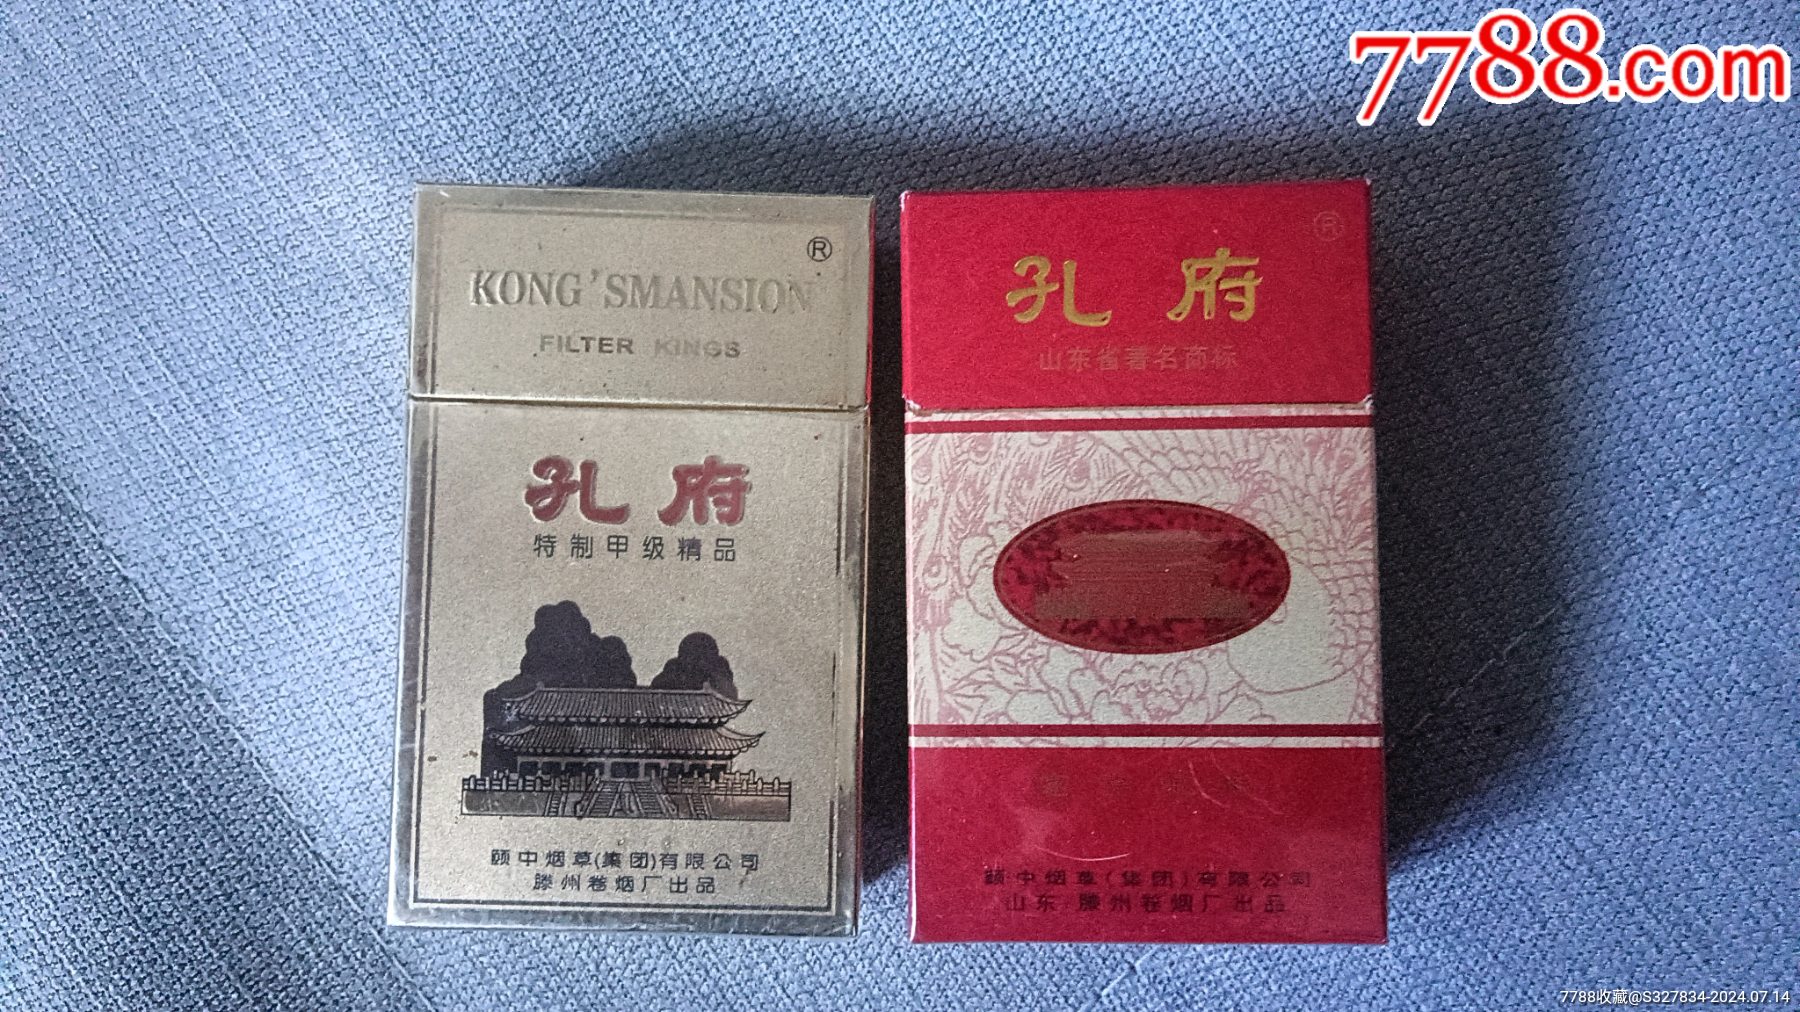 7788.com
®
KONG'SMANSION
FILTER KINGS
孔府
特制甲级精品
颐中烟草(集团)有限公司
滕州卷烟厂出品
®
孔府
山东省著名商标
颐中烟草(集团)有限公司
山东·滕州卷烟厂出品
7788收藏@S327834-2024.07.14